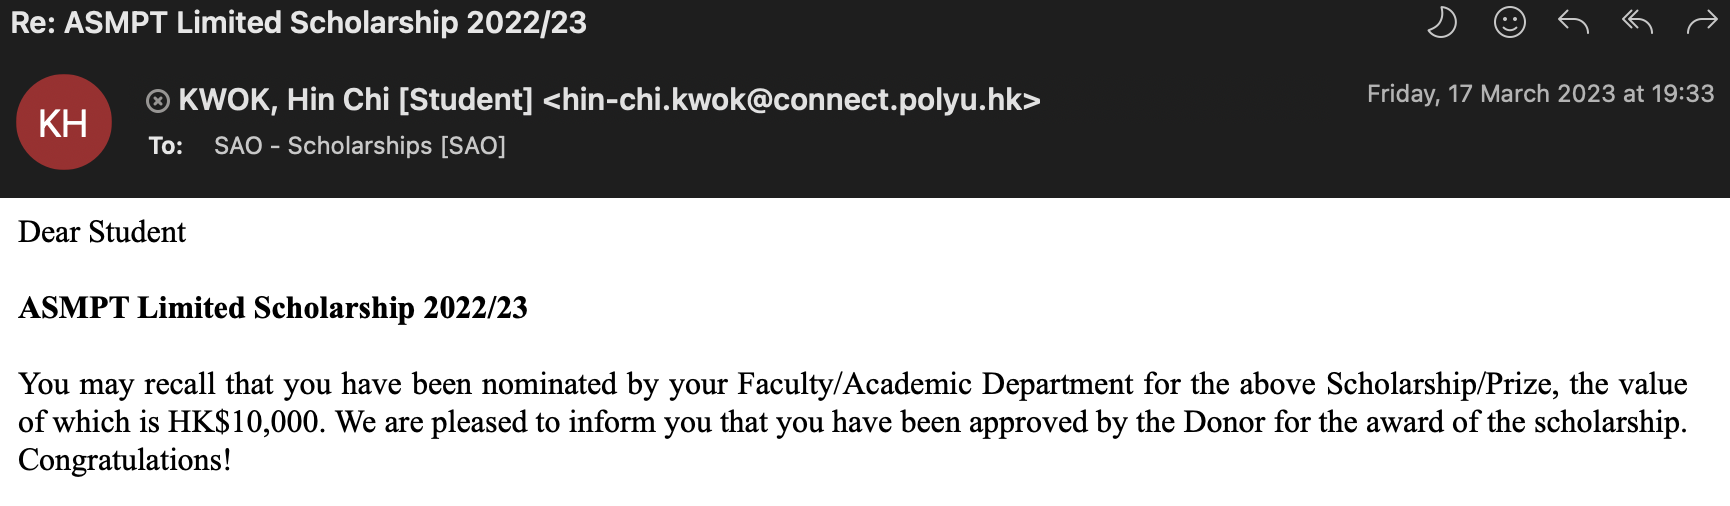 Re: ASMPT Limited Scholarship 2022/23
KH
KWOK, Hin Chi [Student] <hin-chi.kwok@connect.polyu.hk>
Friday, 17 March 2023 at 19:33
To: SAO - Scholarships [SAO]
Dear Student
ASMPT Limited Scholarship 2022/23
You may recall that you have been nominated by your Faculty/Academic Department for the above Scholarship/Prize, the value
of which is HK$10,000. We are pleased to inform you that you have been approved by the Donor for the award of the scholarship.
Congratulations!